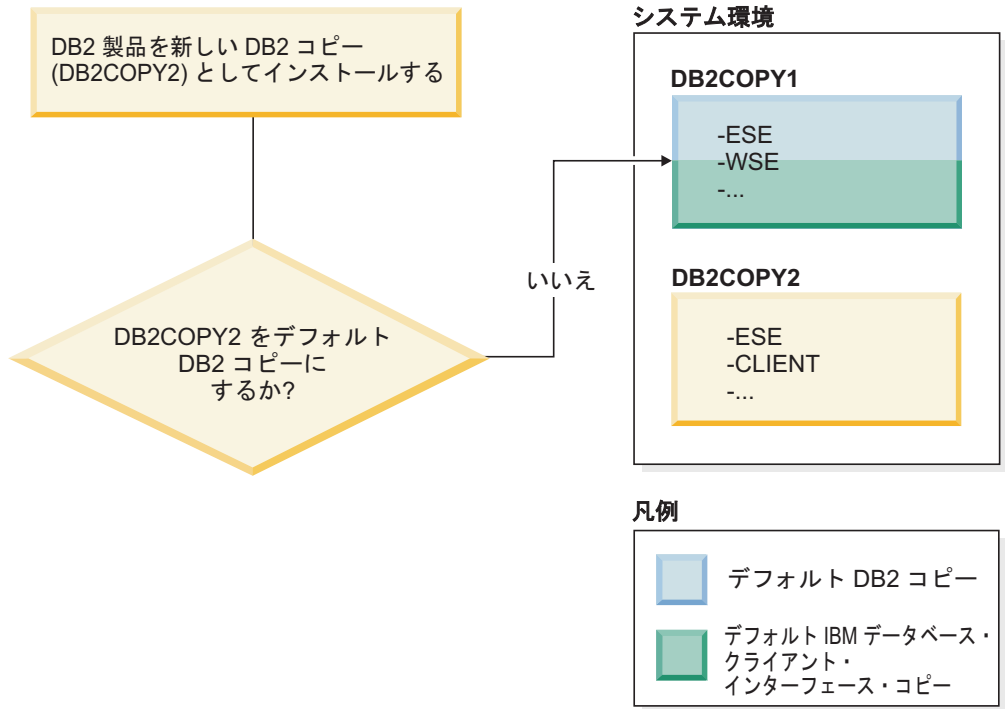 DB2 製品を新しい DB2 コピー
(DB2COPY2) としてインストールする
DB2COPY2 をデフォルト
DB2 コピーに
するか?
いいえ
システム環境
DB2COPY1
-ESE
-WSE
-...
DB2COPY2
-ESE
-CLIENT
-...
凡例
デフォルト DB2 コピー
デフォルト IBM データベース・
クライアント・
インターフェース・コピー